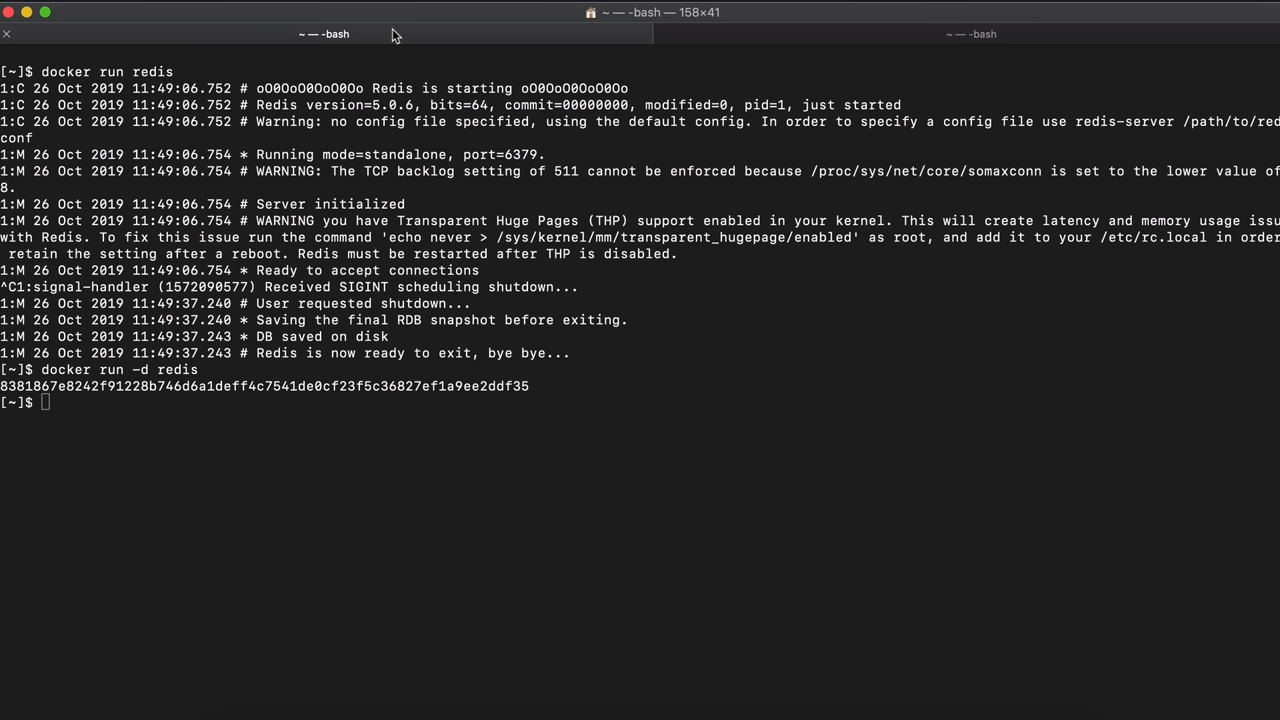 ~ — -bash — 158×41
~ — -bash
~ — -bash
[~]$ docker run redis
1:C 26 Oct 2019 11:49:06.752 # oO0OoO0OoO0Oo Redis is starting oO0OoO0OoO0Oo
1:C 26 Oct 2019 11:49:06.752 # Redis version=5.0.6, bits=64, commit=00000000, modified=0, pid=1, just started
1:C 26 Oct 2019 11:49:06.752 # Warning: no config file specified, using the default config. In order to specify a config file use redis-server /path/to/red
conf
1:M 26 Oct 2019 11:49:06.754 * Running mode=standalone, port=6379.
1:M 26 Oct 2019 11:49:06.754 # WARNING: The TCP backlog setting of 511 cannot be enforced because /proc/sys/net/core/somaxconn is set to the lower value of
8.
1:M 26 Oct 2019 11:49:06.754 # Server initialized
1:M 26 Oct 2019 11:49:06.754 # WARNING you have Transparent Huge Pages (THP) support enabled in your kernel. This will create latency and memory usage issu
with Redis. To fix this issue run the command 'echo never > /sys/kernel/mm/transparent_hugepage/enabled' as root, and add it to your /etc/rc.local in order
retain the setting after a reboot. Redis must be restarted after THP is disabled.
1:M 26 Oct 2019 11:49:06.754 * Ready to accept connections
^C1:signal-handler (1572090577) Received SIGINT scheduling shutdown...
1:M 26 Oct 2019 11:49:37.240 # User requested shutdown...
1:M 26 Oct 2019 11:49:37.240 * Saving the final RDB snapshot before exiting.
1:M 26 Oct 2019 11:49:37.243 * DB saved on disk
1:M 26 Oct 2019 11:49:37.243 # Redis is now ready to exit, bye bye...
[~]$ docker run -d redis
8381867e8242f91228b746d6a1deff4c7541de0cf23f5c36827ef1a9ee2ddf35
[~]$